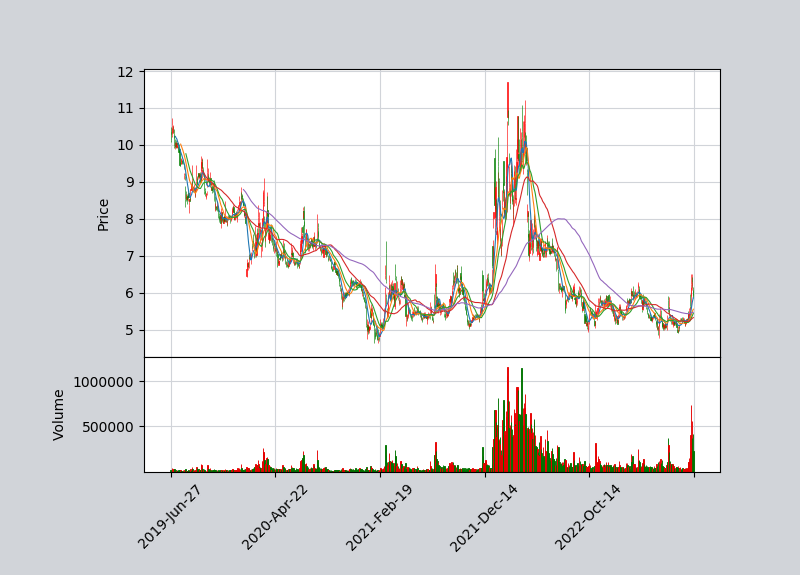 12
11
10
9
8
7
6
5
Price
1000000
500000
Volume
2019-Jun-27
2020-Apr-22
2021-Feb-19
2021-Dec-14
2022-Oct-14